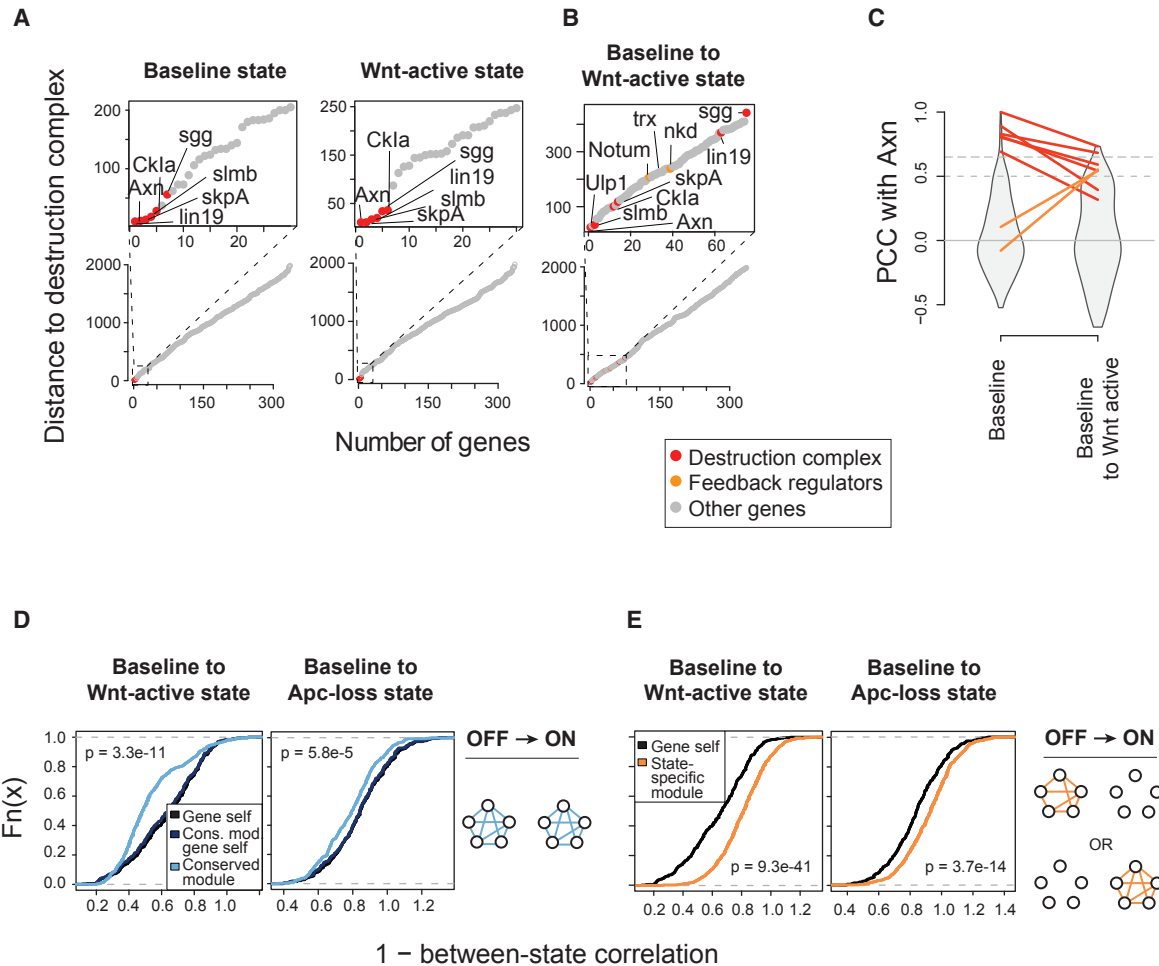 A
B
C
Baseline state
Wnt-active state
Baseline to
Wnt-active state
Distance to destruction complex
200
100
sgg
CkIa
slmb
Axn
skpA
lin19
0
10
20
2000
1000
0
0
150
300
250
150
50
CkIa
sgg
lin19
Axn
slmb
skpA
0
10
20
2000
1000
0
0
150
300
Number of genes
300
100
sgg
trx
nkd
Notum
lin19
Ulp1
skpA
CkIa
slmb
Axn
0
20
40
60
2000
1000
0
0
150
300
Destruction complex
Feedback regulators
Other genes
PCC with Axn
1.0
0.5
0.0
−0.5
Baseline
Baseline
to Wnt active
D
E
Baseline to
Wnt-active state
Baseline to
Apc-loss state
Fn(x)
1.0
0.8
0.6
0.4
0.2
0.0
p = 3.3e-11
Gene self
Cons. mod.
gene self
Conserved
module
0.2
0.4
0.6
0.8
1.0
p = 5.8e-5
0.4
0.6
0.8
1.0
1.2
OFF → ON
Baseline to
Wnt-active state
Baseline to
Apc-loss state
Gene self
State-
specific
module
p = 9.3e-41
0.2
0.4
0.6
0.8
1.0
1.2
p = 3.7e-14
0.4
0.6
0.8
1.0
1.2
1.4
OFF → ON
OR
1 − between-state correlation